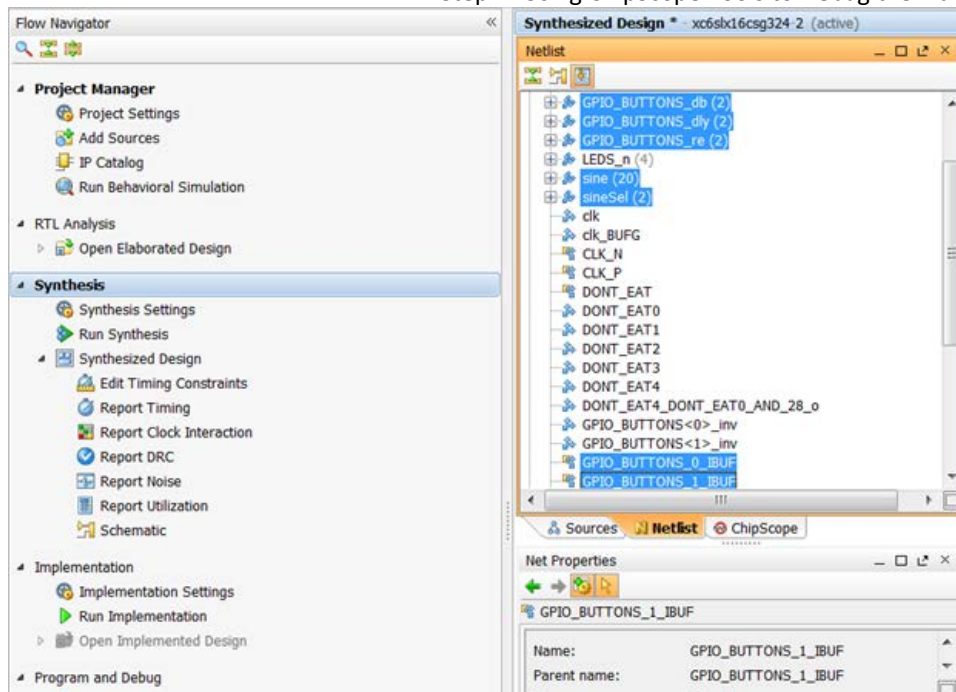 Flow Navigator
Project Manager
Project Settings
Add Sources
IP Catalog
Run Behavioral Simulation
RTL Analysis
Open Elaborated Design
Synthesis
Synthesis Settings
Run Synthesis
Synthesized Design
Edit Timing Constraints
Report Timing
Report Clock Interaction
Report DRC
Report Noise
Report Utilization
Schematic
Implementation
Implementation Settings
Run Implementation
Open Implemented Design
Program and Debug
Synthesized Design * - xc6slx16csg324-2 (active)
Netlist
GPIO_BUTTONS_db (2)
GPIO_BUTTONS_dly (2)
GPIO_BUTTONS_re (2)
LEDS_n (4)
sine (20)
sineSel (2)
clk
clk_BUFG
CLK_N
CLK_P
DONT_EAT
DONT_EAT0
DONT_EAT1
DONT_EAT2
DONT_EAT3
DONT_EAT4
DONT_EAT4_DONT_EAT0_AND_28_o
GPIO_BUTTONS<0>_inv
GPIO_BUTTONS<1>_inv
GPIO_BUTTONS_0_IBUF
GPIO_BUTTONS_1_IBUF
Sources Netlist ChipScope
Net Properties
GPIO_BUTTONS_1_IBUF
Name: GPIO_BUTTONS_1_IBUF
Parent name: GPIO_BUTTONS_1_IBUF